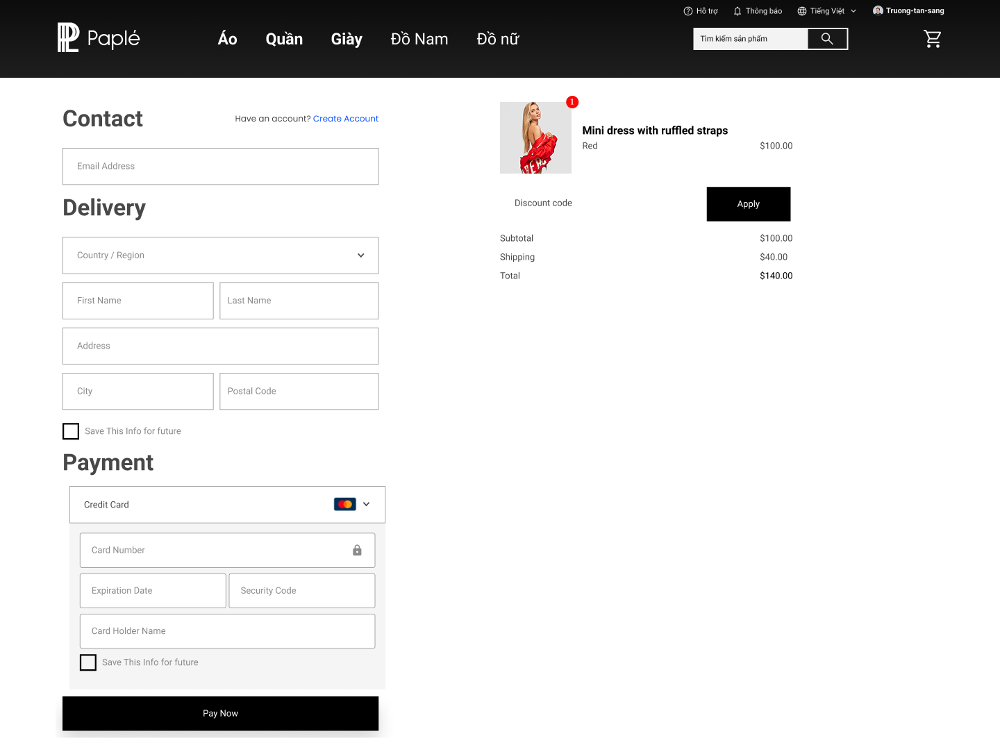 Hỗ trợ
Thông báo
Tiếng Việt
Truong-tan-sang
Paplé
Áo
Quần
Giày
Đồ Nam
Đồ nữ
Tìm kiếm sản phẩm
Contact
Have an account? Create Account
Email Address
Delivery
Country / Region
First Name
Last Name
Address
City
Postal Code
Save This Info for future
Payment
Credit Card
Card Number
Expiration Date
Security Code
Card Holder Name
Save This Info for future
Pay Now
1
Mini dress with ruffled straps
Red
$100.00
Discount code
Apply
Subtotal
$100.00
Shipping
$40.00
Total
$140.00